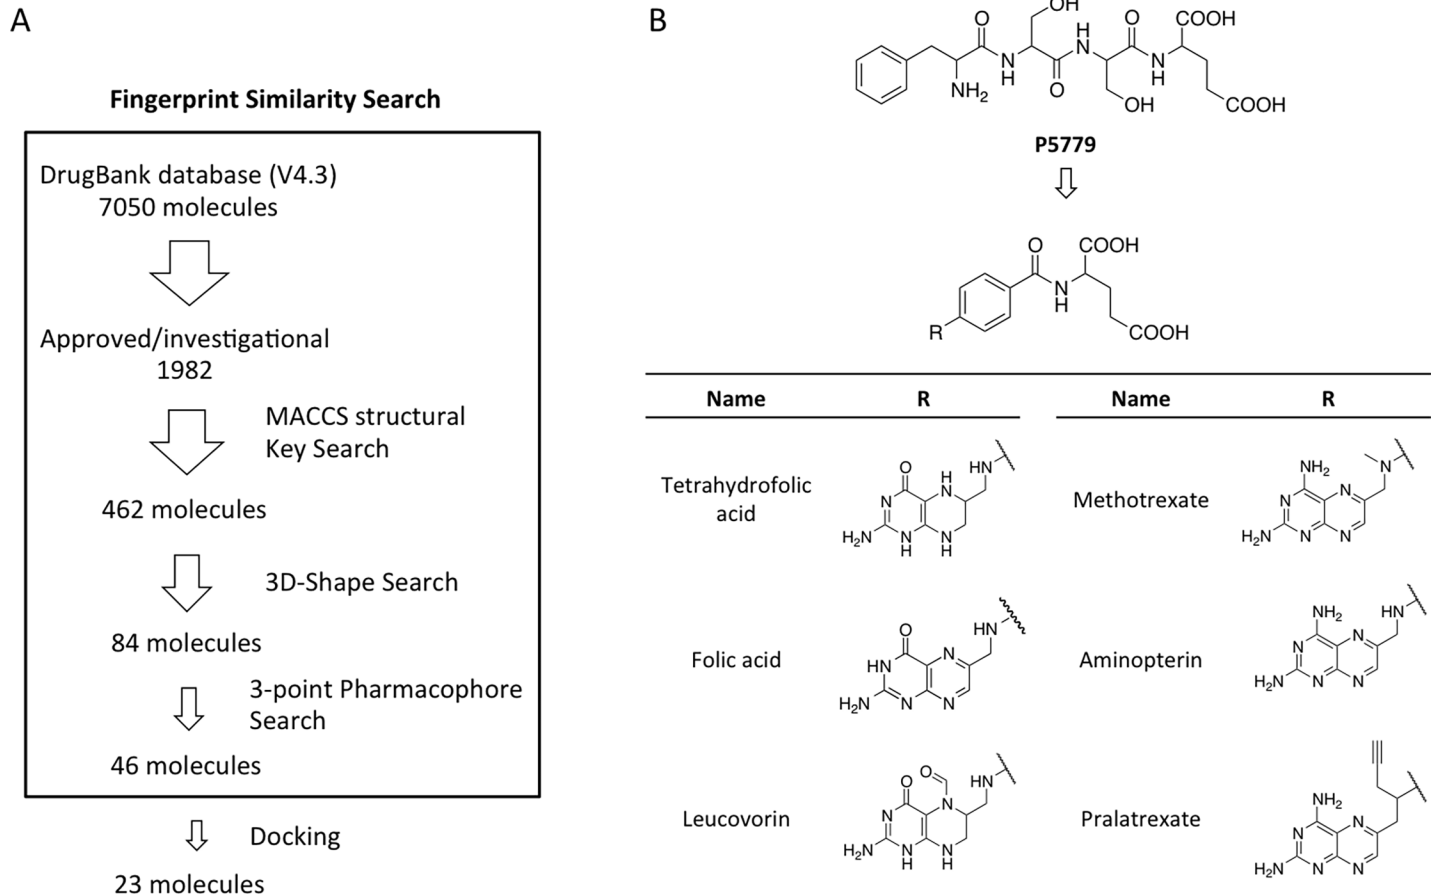 A
Fingerprint Similarity Search
DrugBank database (V4.3)
7050 molecules
Approved/investigational
1982
MACCS structural
Key Search
462 molecules
3D-Shape Search
84 molecules
3-point Pharmacophore
Search
46 molecules
Docking
23 molecules
B
OH
O
H
N
O
COOH
N
H
N
H
NH2
O
OH
COOH
P5779
O
COOH
N
H
R
COOH
Name
R
Name
R
Tetrahydrofolic
acid
HN
O
H
N
N
H2N
N
H
N
H
Methotrexate
NH2
N
N
N
H2N
N
N
Folic acid
HN
O
HN
N
H2N
N
N
Aminopterin
HN
NH2
N
N
H2N
N
N
Leucovorin
O
HN
O
N
N
H2N
N
H
N
H
Pralatrexate
NH2
N
N
H2N
N
N